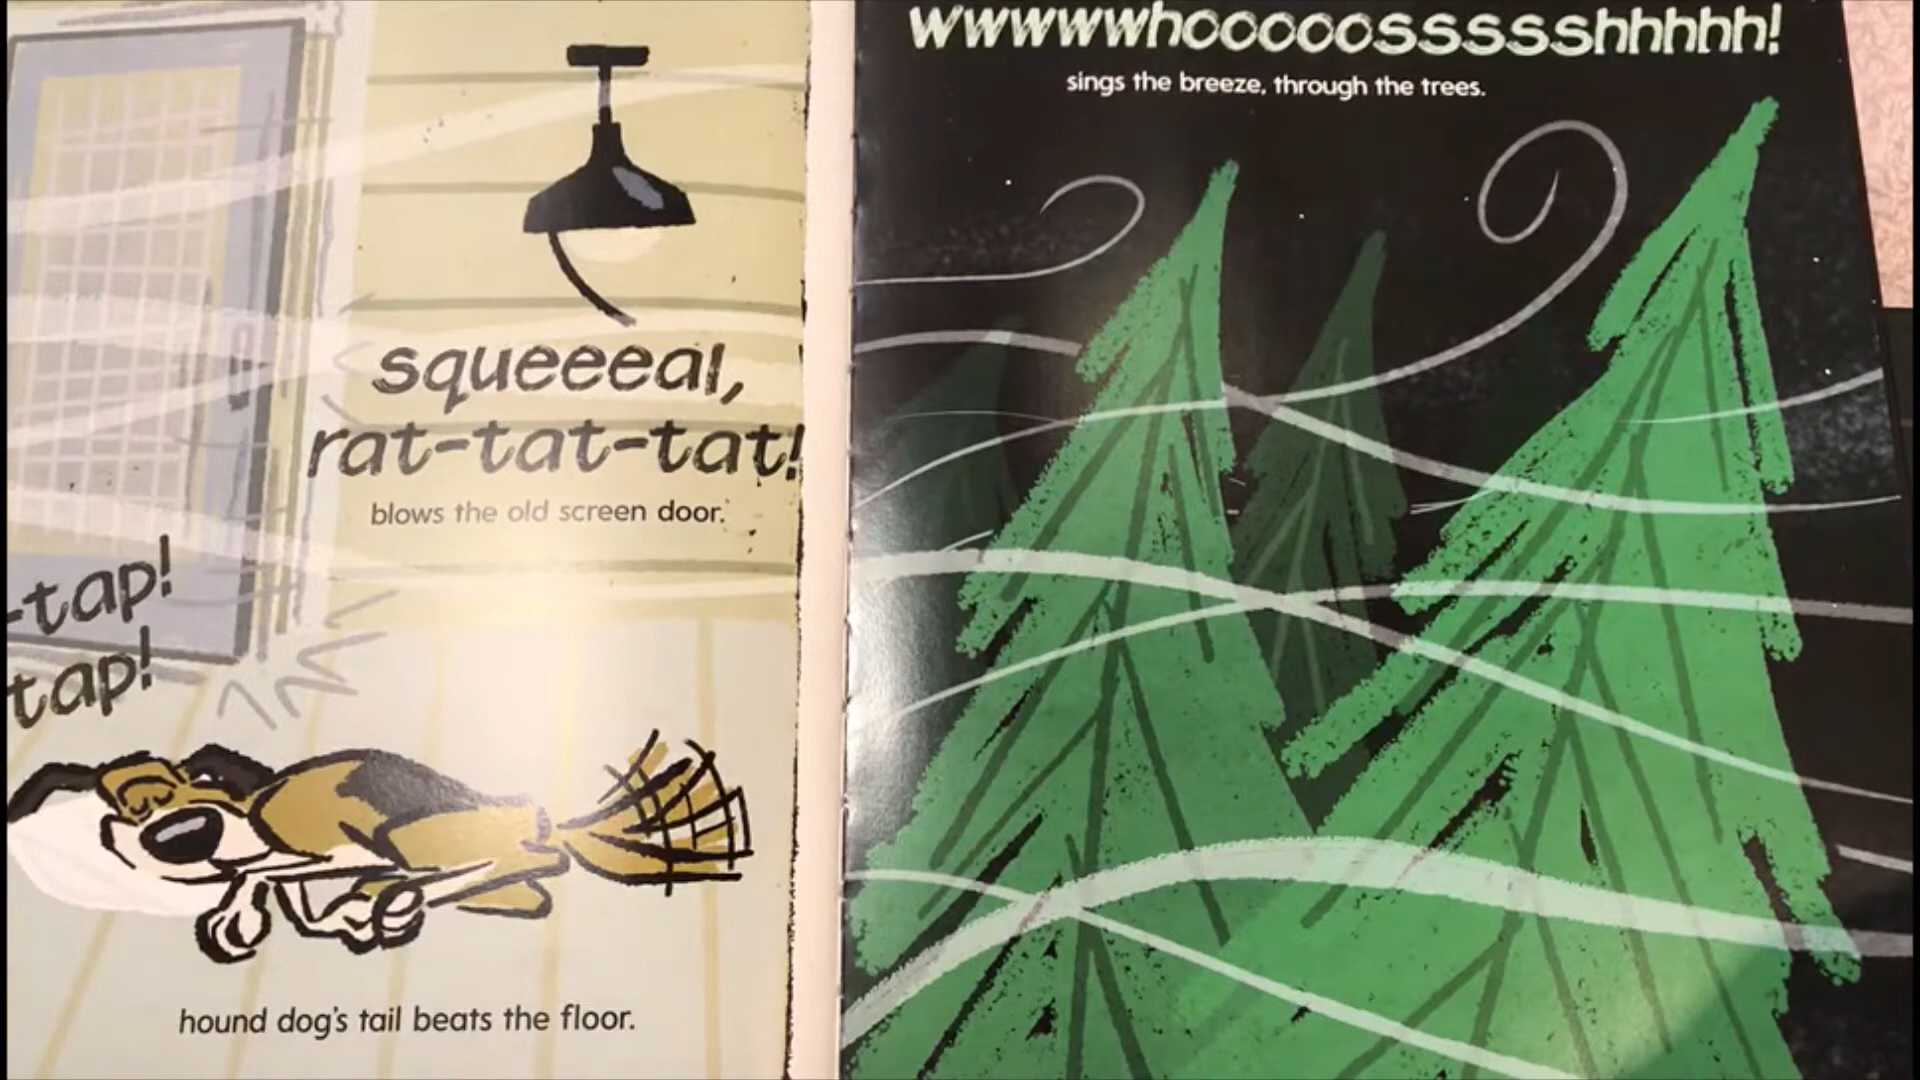 squeeeal,
rat-tat-tat!
blows the old screen door.
-tap!
tap!
hound dog's tail beats the floor.
wwwwwhooooosssssshhhhh!
sings the breeze, through the trees.